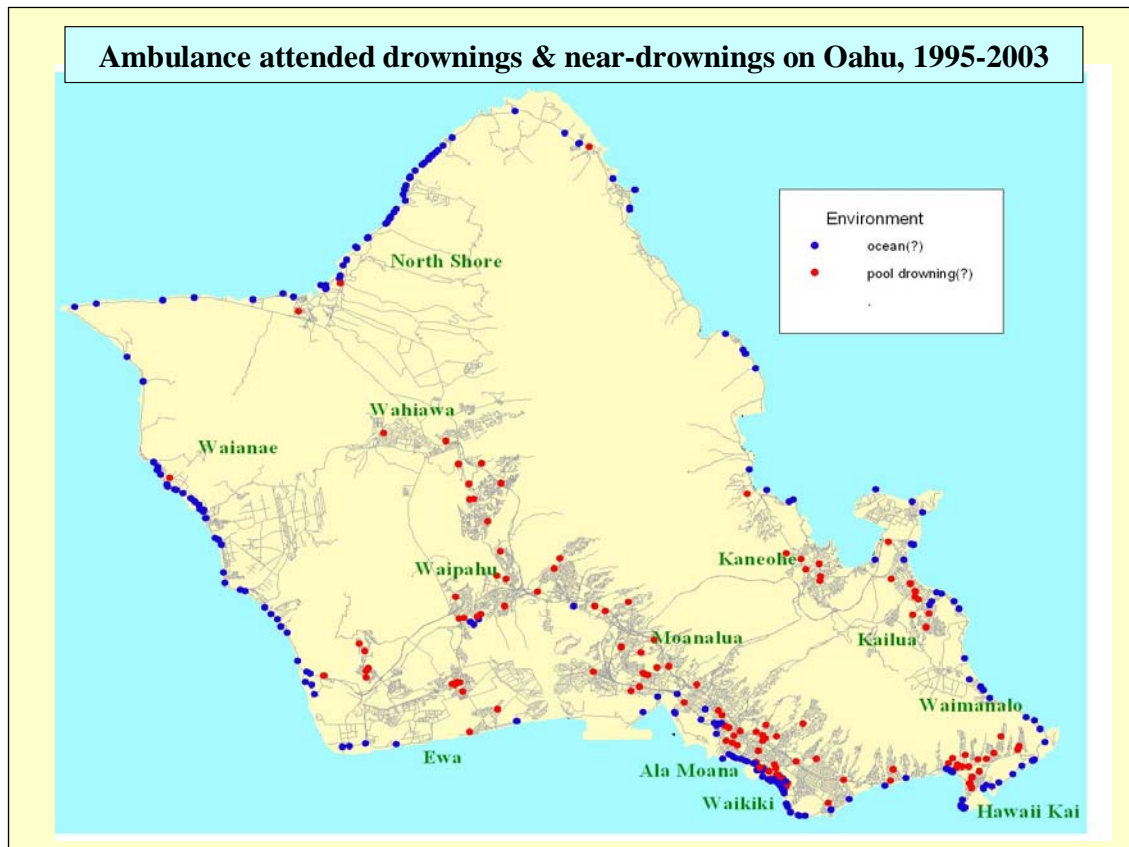 Ambulance attended drownings & near-drownings on Oahu, 1995-2003
Environment
ocean(?)
pool drowning(?)
.
North Shore
Wahiawa
Waianae
Waipahu
Kaneohe
Moanalua
Kailua
Waimanalo
Ewa
Ala Moana
Waikiki
Hawaii Kai